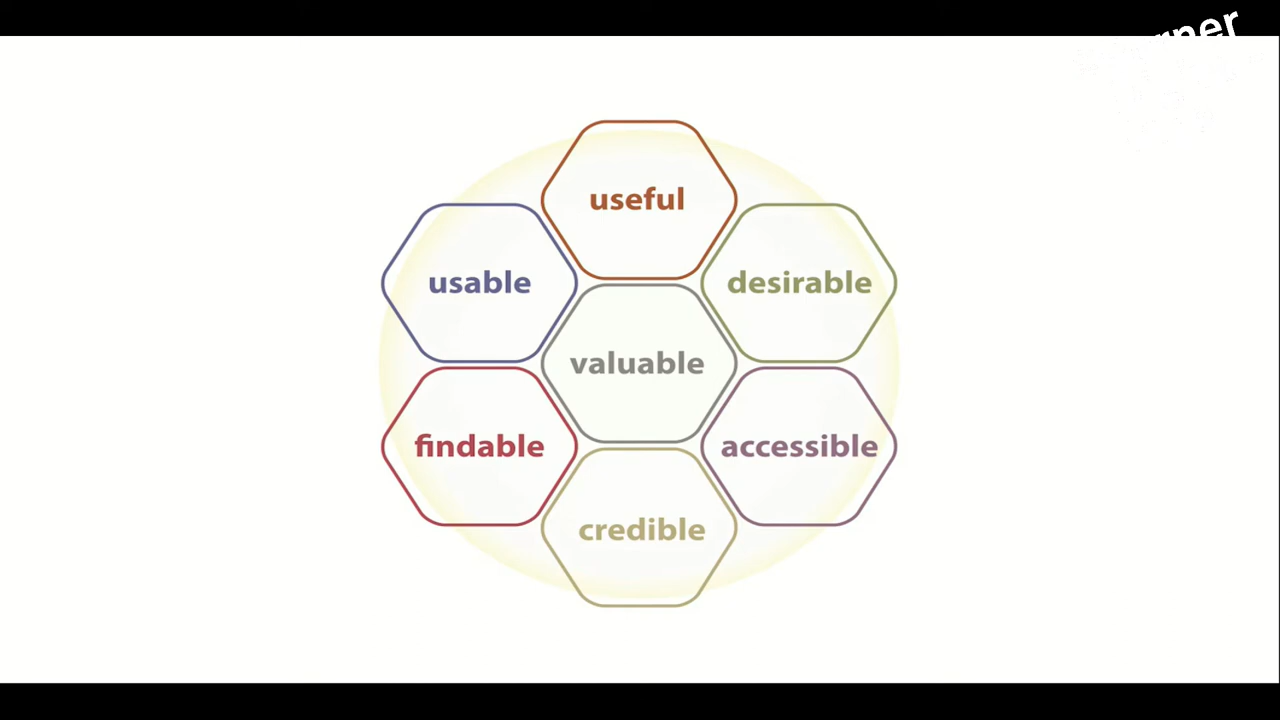 useful
usable
desirable
valuable
findable
accessible
credible